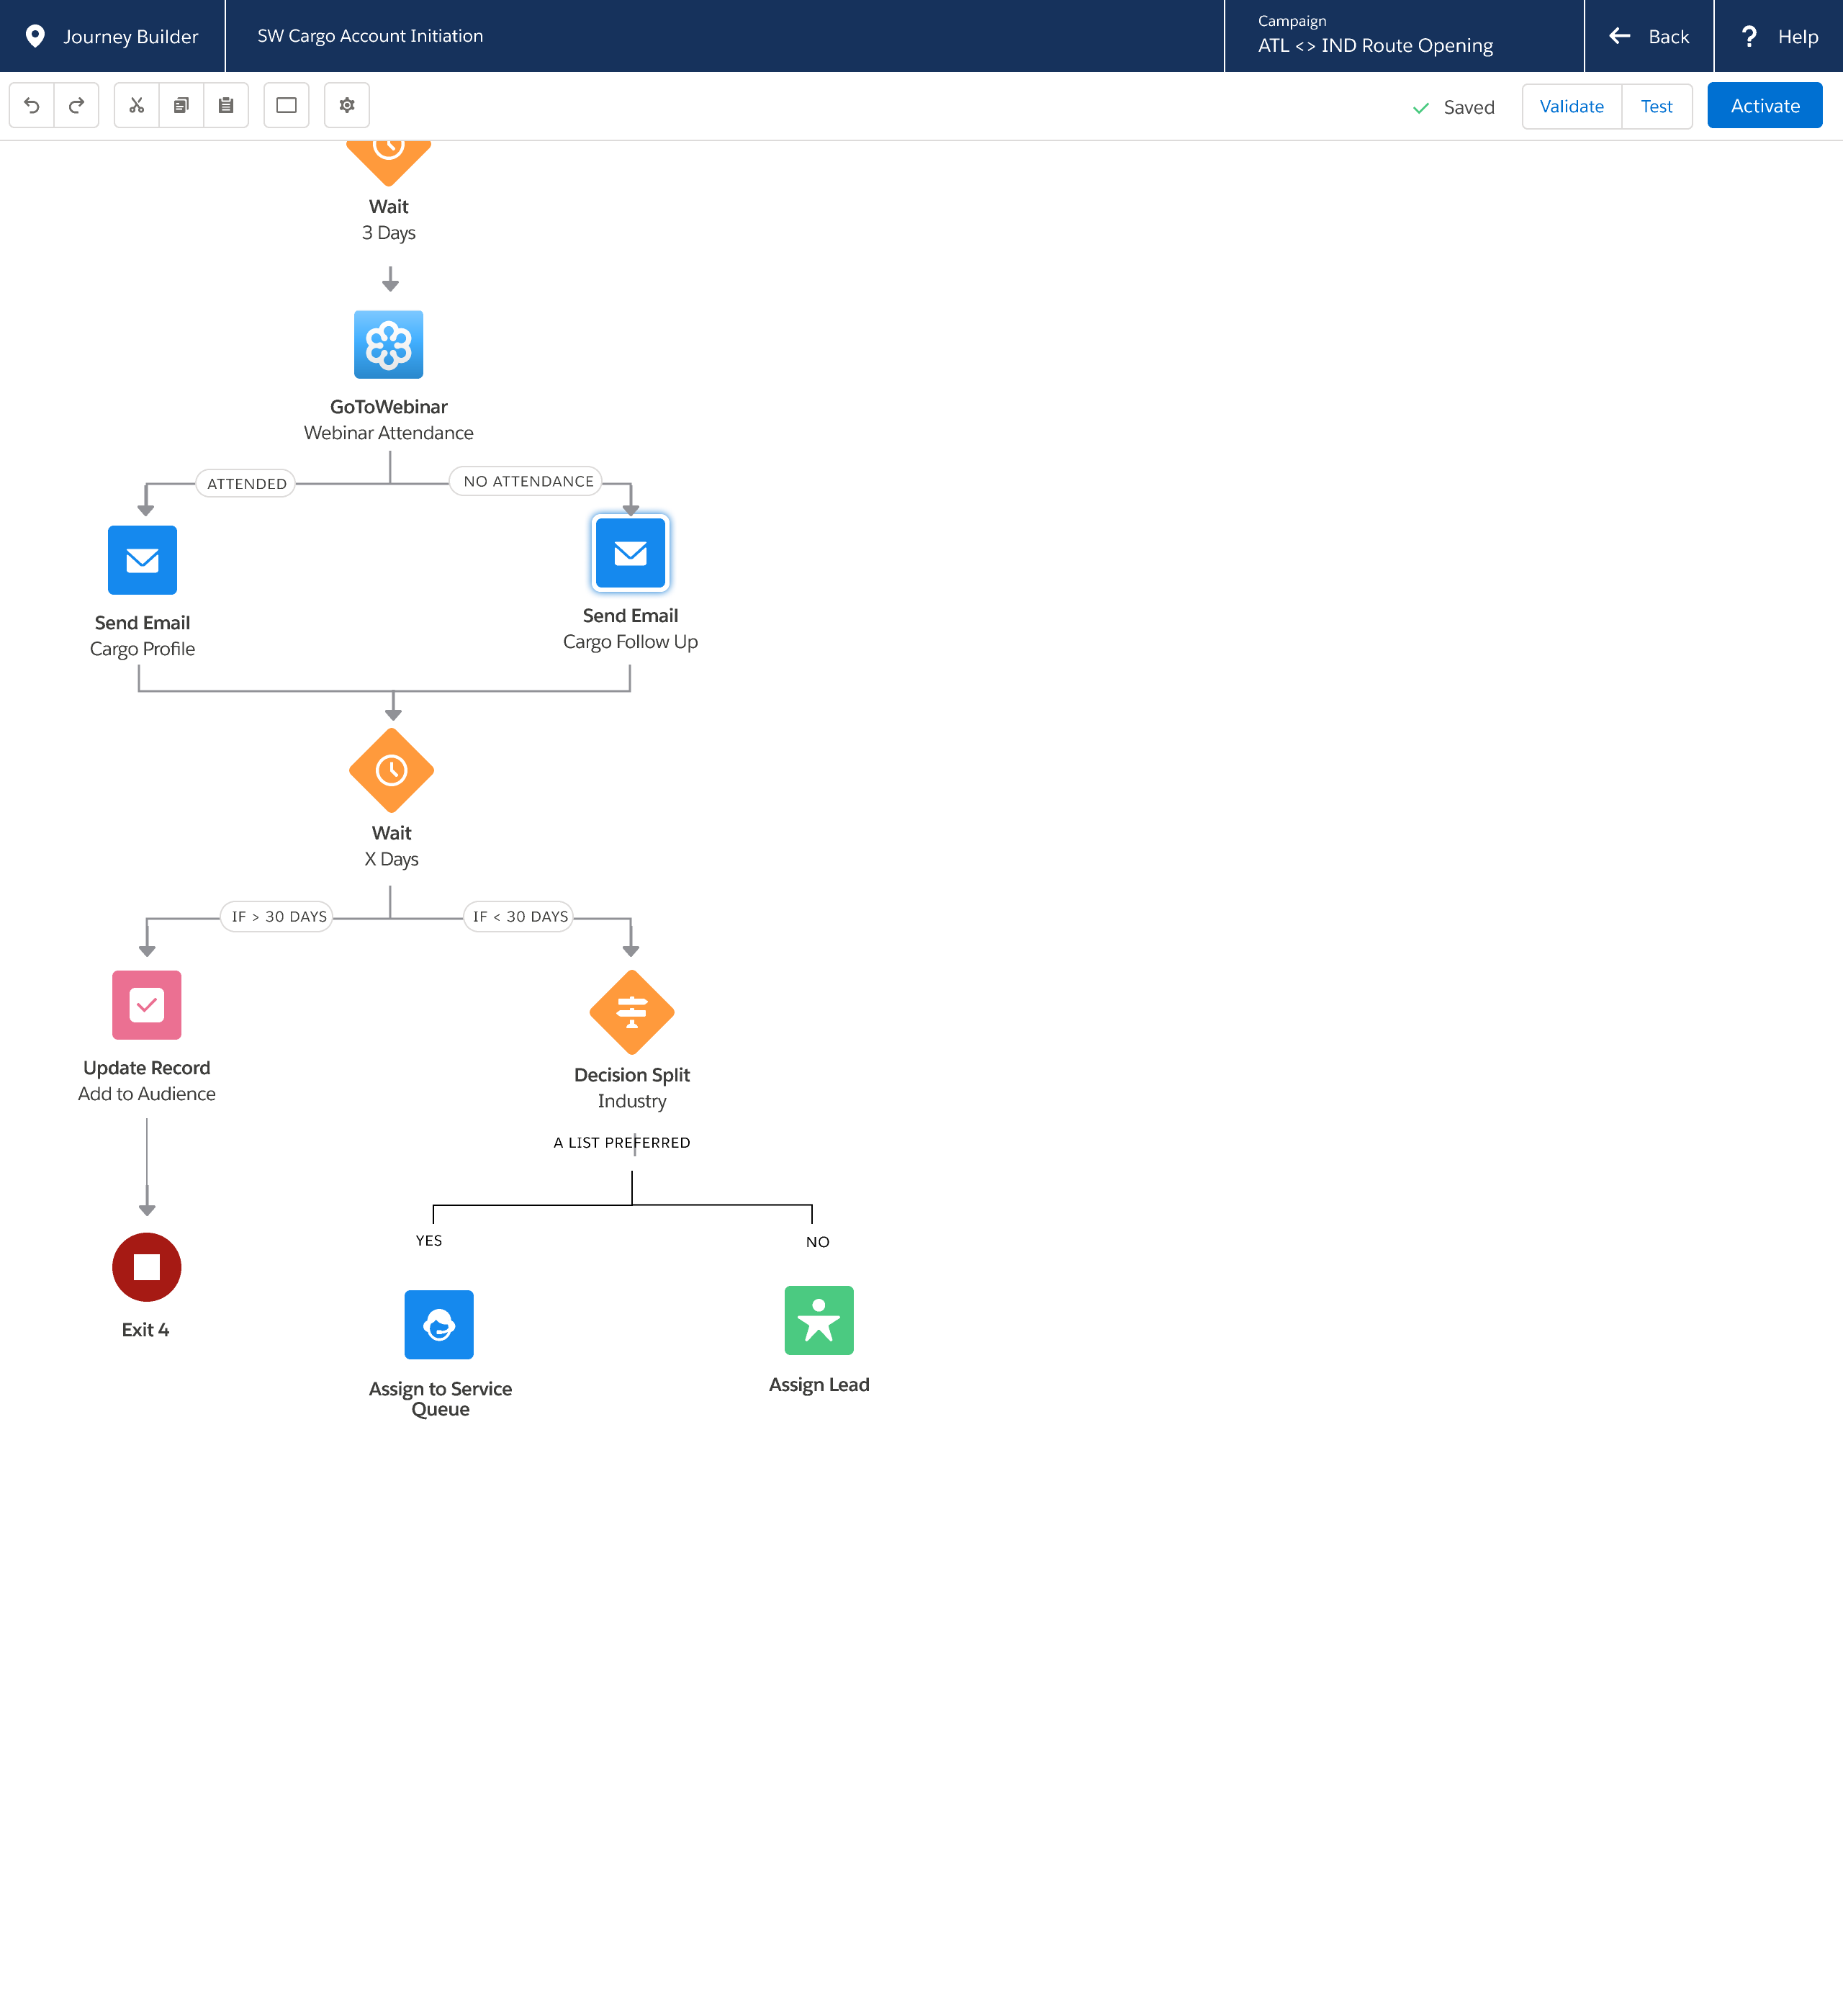 Journey Builder
SW Cargo Account Initiation
Campaign
ATL <> IND Route Opening
Back
? Help
Saved
Validate
Test
Activate
Wait
3 Days
GoToWebinar
Webinar Attendance
ATTENDED
NO ATTENDANCE
Send Email
Cargo Profile
Send Email
Cargo Follow Up
Wait
X Days
IF > 30 DAYS
IF < 30 DAYS
Update Record
Add to Audience
Decision Split
Industry
A LIST PREFERRED
YES
NO
Exit 4
Assign to Service
Queue
Assign Lead